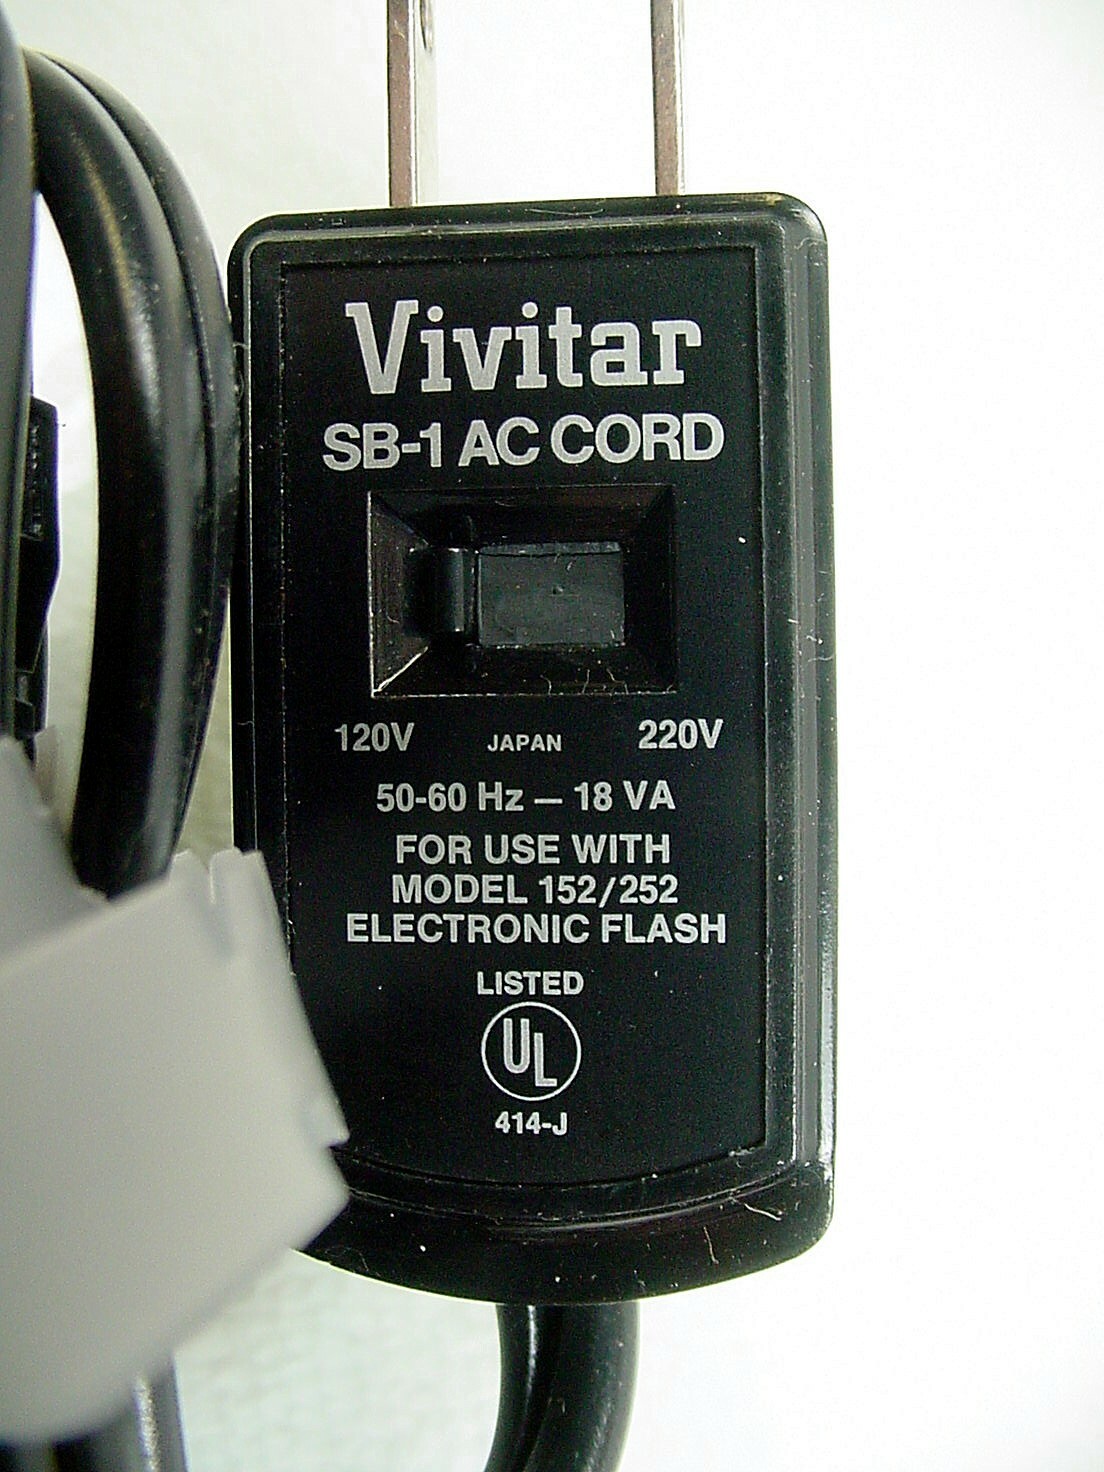 Vivitar
SB-1 AC CORD
120V JAPAN 220V
50-60 Hz — 18 VA
FOR USE WITH
MODEL 152/252
ELECTRONIC FLASH
LISTED
UL
414-J